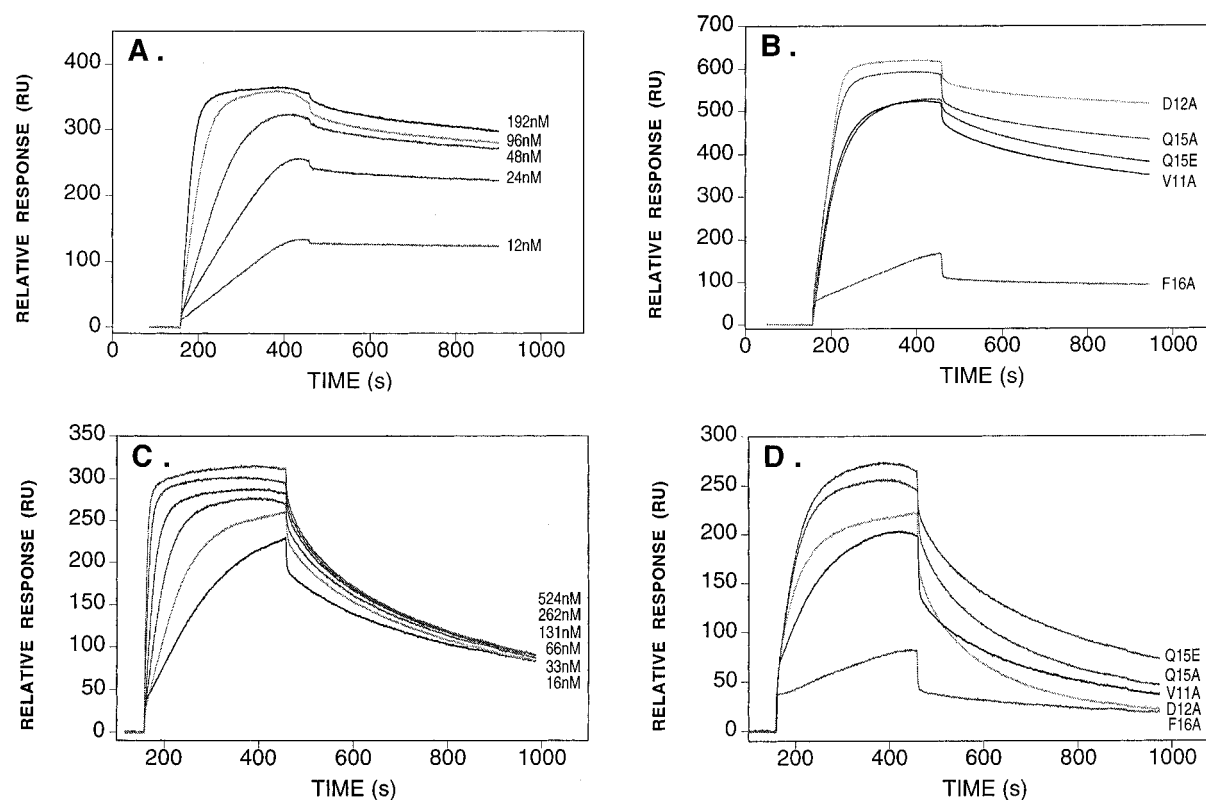 A.
RELATIVE RESPONSE (RU)
400
300
200
100
0
192nM
96nM
48nM
24nM
12nM
0 200 400 600 800 1000
TIME (s)
B.
RELATIVE RESPONSE (RU)
700
600
500
400
300
200
100
0
D12A
Q15A
Q15E
V11A
F16A
0 200 400 600 800 1000
TIME (s)
C.
RELATIVE RESPONSE (RU)
350
300
250
200
150
100
50
0
524nM
262nM
131nM
66nM
33nM
16nM
200 400 600 800 1000
TIME (s)
D.
RELATIVE RESPONSE (RU)
300
250
200
150
100
50
0
Q15E
Q15A
V11A
D12A
F16A
200 400 600 800 1000
TIME (s)